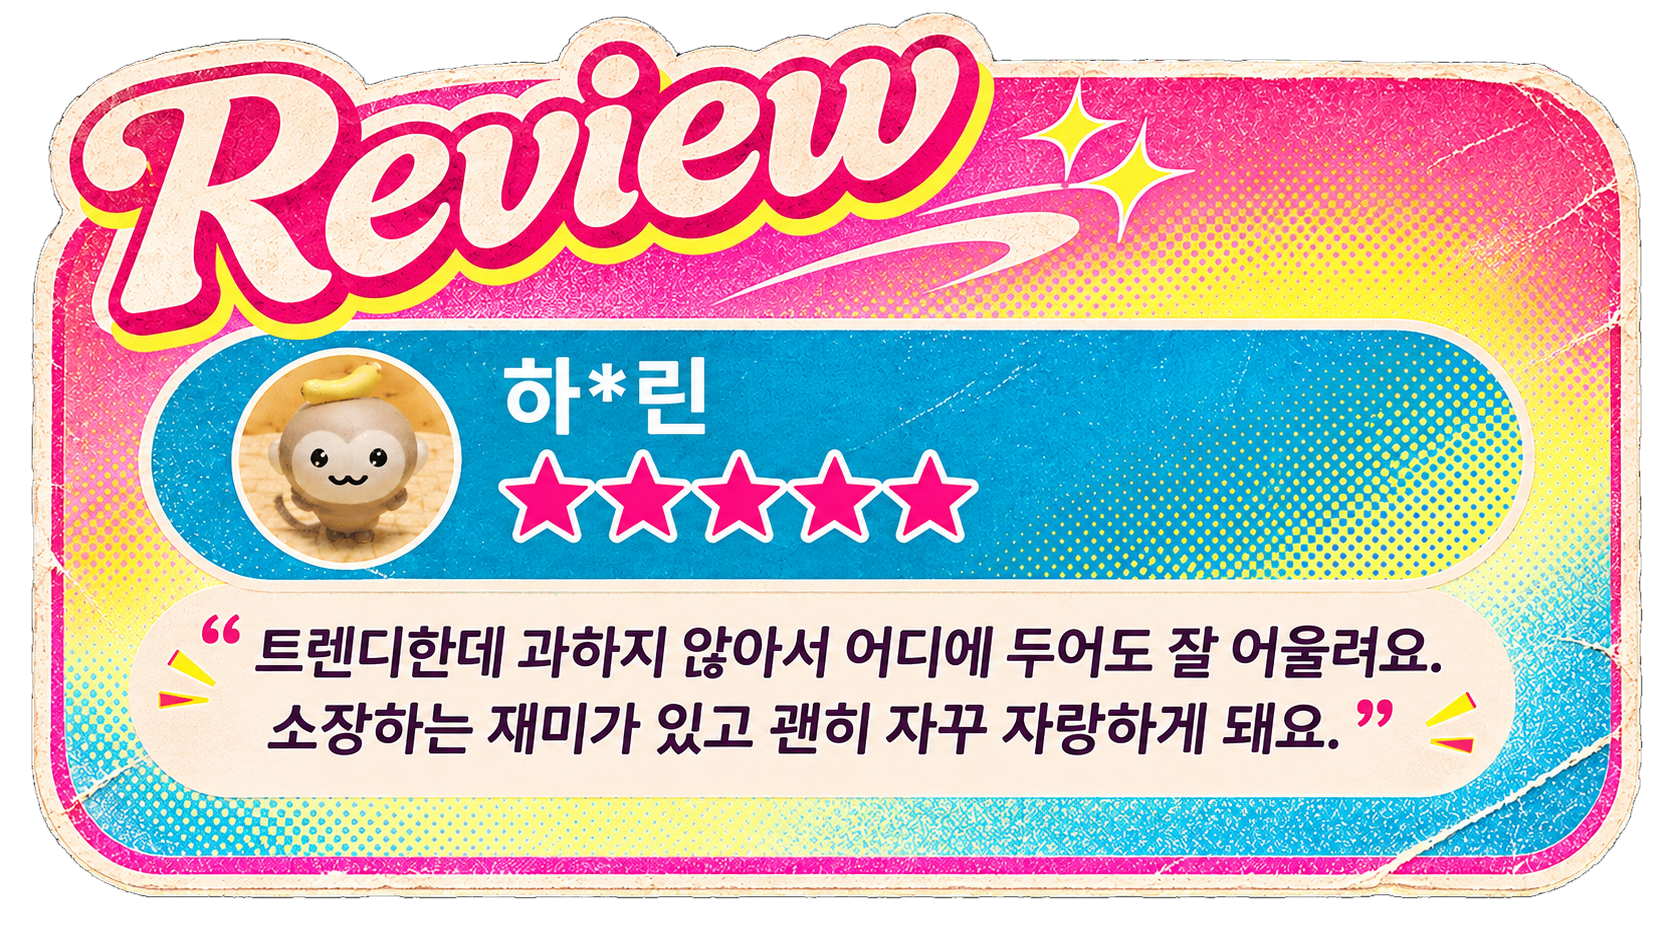 Review
하*린
“트렌디한데 과하지 않아서 어디에 두어도 잘 어울려요.
소장하는 재미가 있고 괜히 자꾸 자랑하게 돼요.”